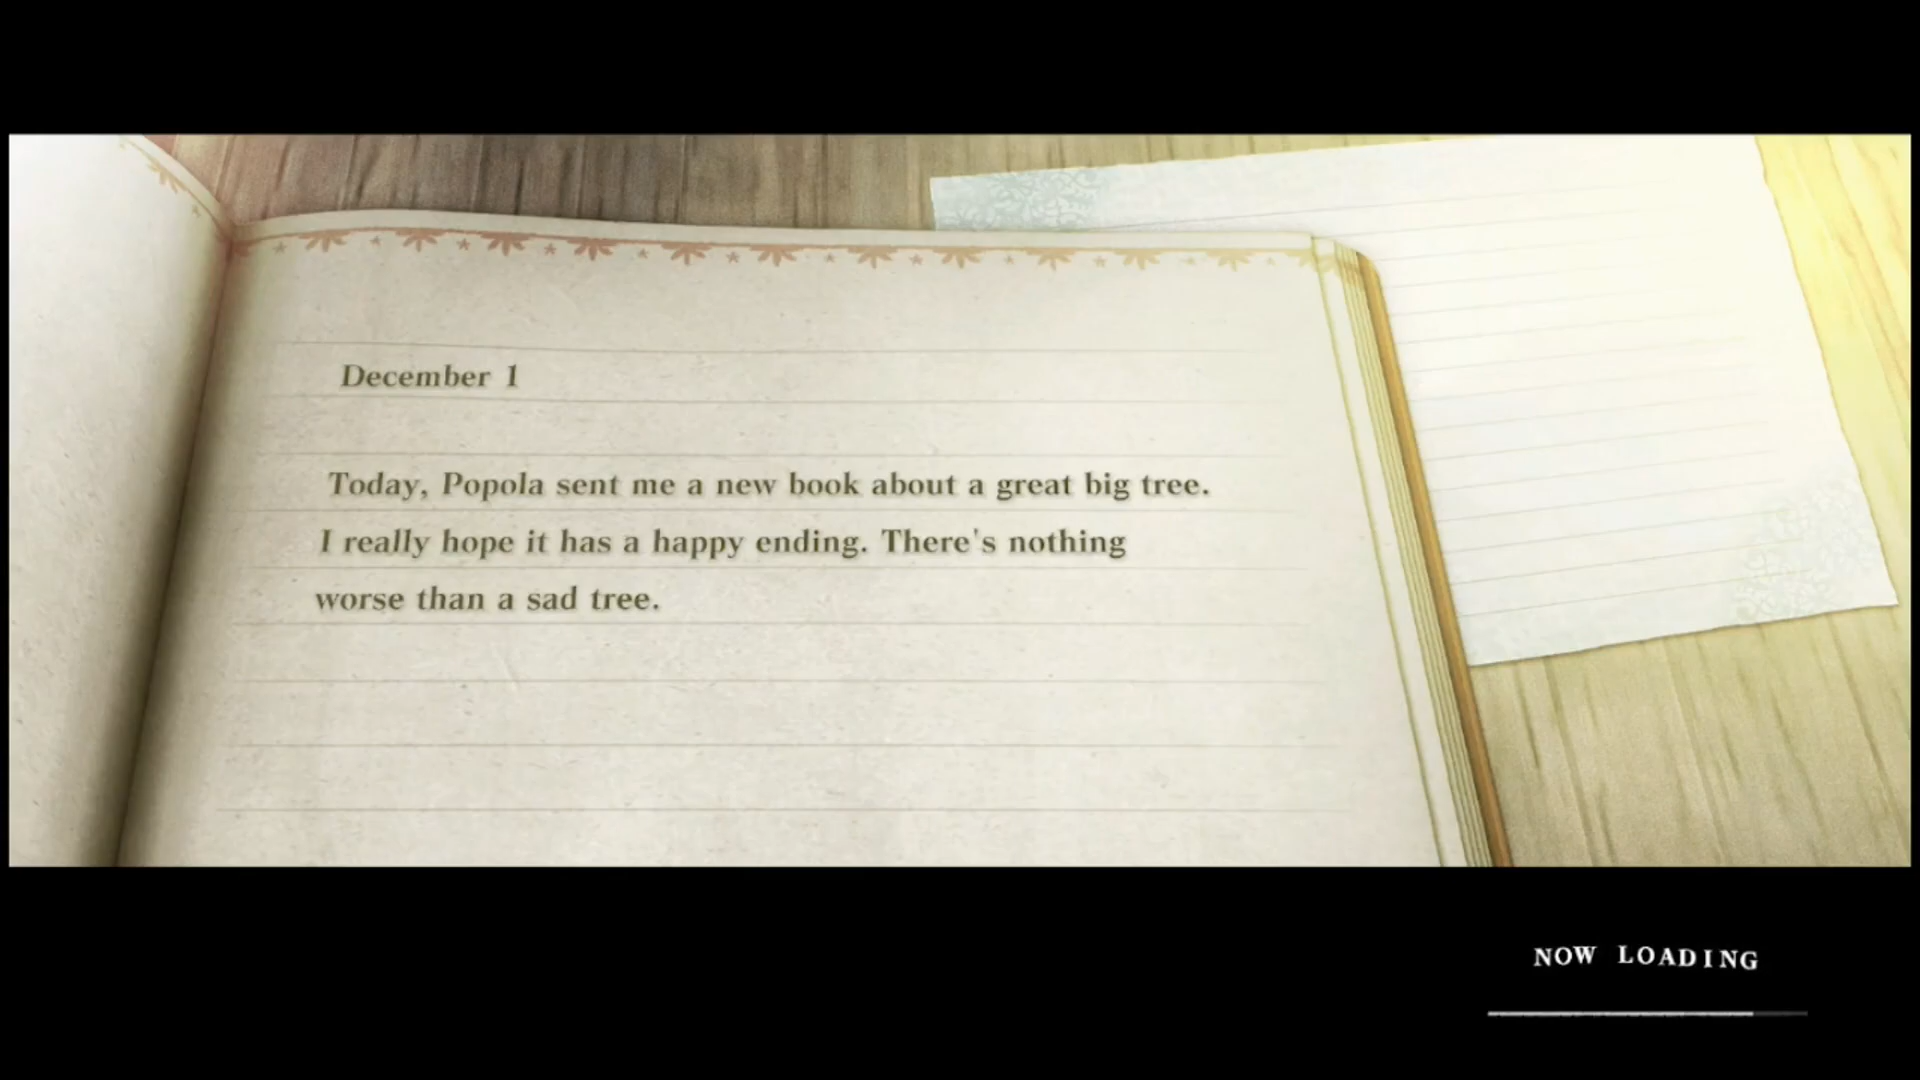 December 1
Today, Popola sent me a new book about a great big tree.
I really hope it has a happy ending. There's nothing
worse than a sad tree.
NOW LOADING